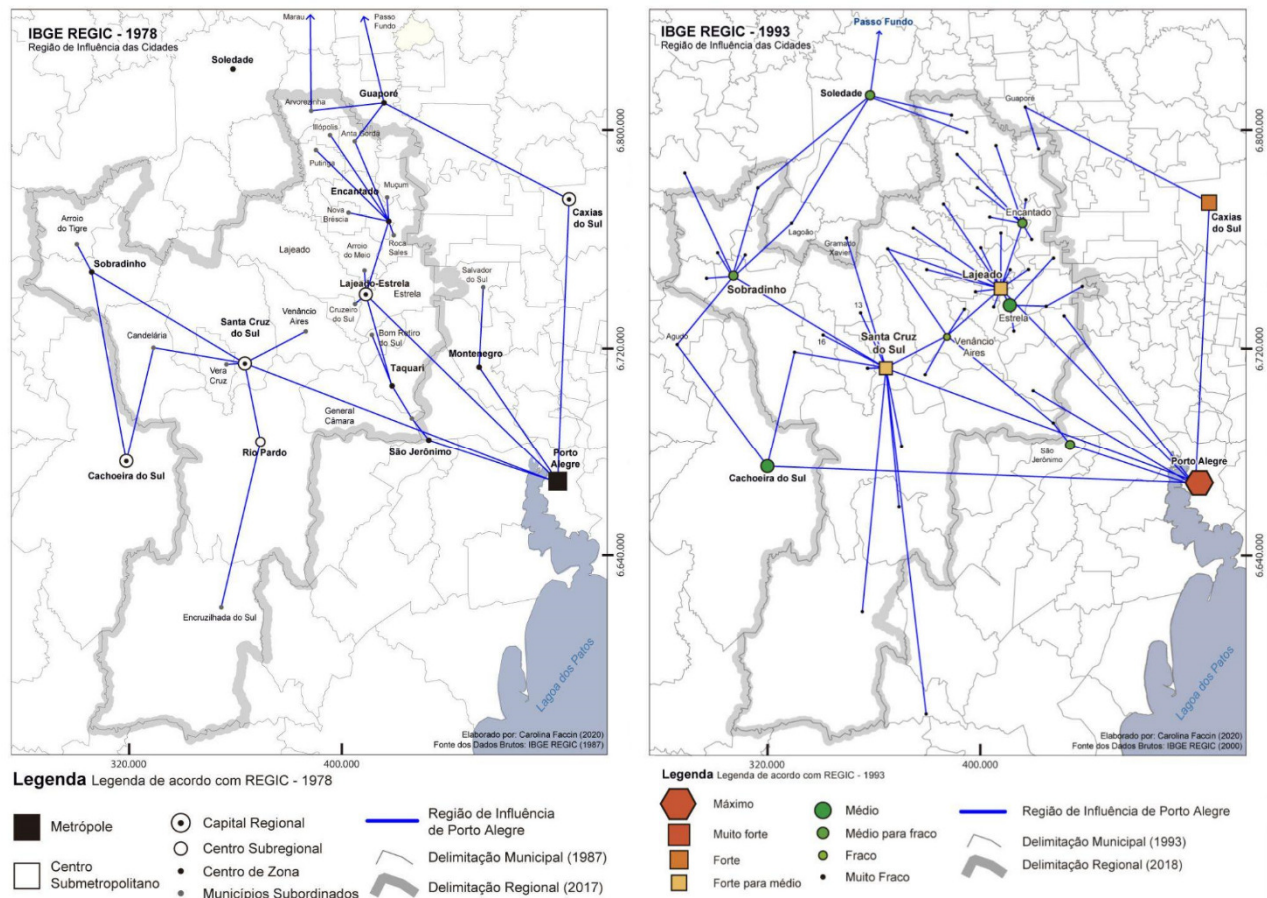 IBGE REGIC - 1978
Região de Influência das Cidades
Marau
Passo
Fundo
Soledade
Guaporé
Arvorezinha
Ilópolis
Anta Gorda
Putinga
Encantado
Muçum
Nova
Bréscia
Roca
Sales
Caxias
do Sul
Arroio
do Tigre
Sobradinho
Lajeado
Arroio
do Meio
Salvador
do Sul
Lajeado-Estrela
Estrela
Cruzeiro
do Sul
Venâncio
Aires
Santa Cruz
do Sul
Candelária
Bom Retiro
do Sul
Montenegro
Vera
Cruz
Taquari
General
Câmara
Rio Pardo
São Jerônimo
Porto
Alegre
Cachoeira do Sul
Encruzilhada do Sul
Lagoa dos Patos
6.800.000
6.720.000
6.640.000
Elaborado por: Carolina Faccin (2020)
Fonte dos Dados Brutos: IBGE REGIC (1987)
320.000
400.000
Legenda Legenda de acordo com REGIC - 1978
Metrópole
Centro
Submetropolitano
Capital Regional
Centro Subregional
Centro de Zona
Municípios Subordinados
Região de Influência
de Porto Alegre
Delimitação Municipal (1987)
Delimitação Regional (2017)
IBGE REGIC - 1993
Região de Influência das Cidades
Passo Fundo
Soledade
Guaporé
Encantado
Caxias
do Sul
Lagoão
Gramado
Xavier
Lajeado
Sobradinho
Estrela
13
16
Agudo
Santa Cruz
do Sul
Venâncio
Aires
São
Jerônimo
Porto Alegre
Cachoeira do Sul
Lagoa dos Patos
6.800.000
6.720.000
6.640.000
Elaborado por: Carolina Faccin (2020)
Fonte dos Dados Brutos: IBGE REGIC (2000)
320.000
400.000
Legenda Legenda de acordo com REGIC - 1993
Máximo
Muito forte
Forte
Forte para médio
Médio
Médio para fraco
Fraco
Muito Fraco
Região de Influência de Porto Alegre
Delimitação Municipal (1993)
Delimitação Regional (2018)